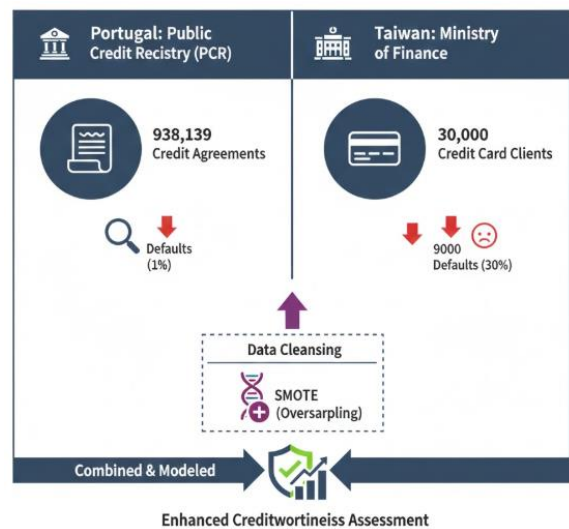 Portugal: Public
Credit Recistry (PCR)
Taiwan: Ministry
of Finance
938,139
Credit Agreements
30,000
Credit Card Clients
Defaults
(1%)
9000
Defaults (30%)
Data Cleansing
SMOTE
(Oversarpling)
Combined & Modeled
Enhanced Creditwortineiss Assessment